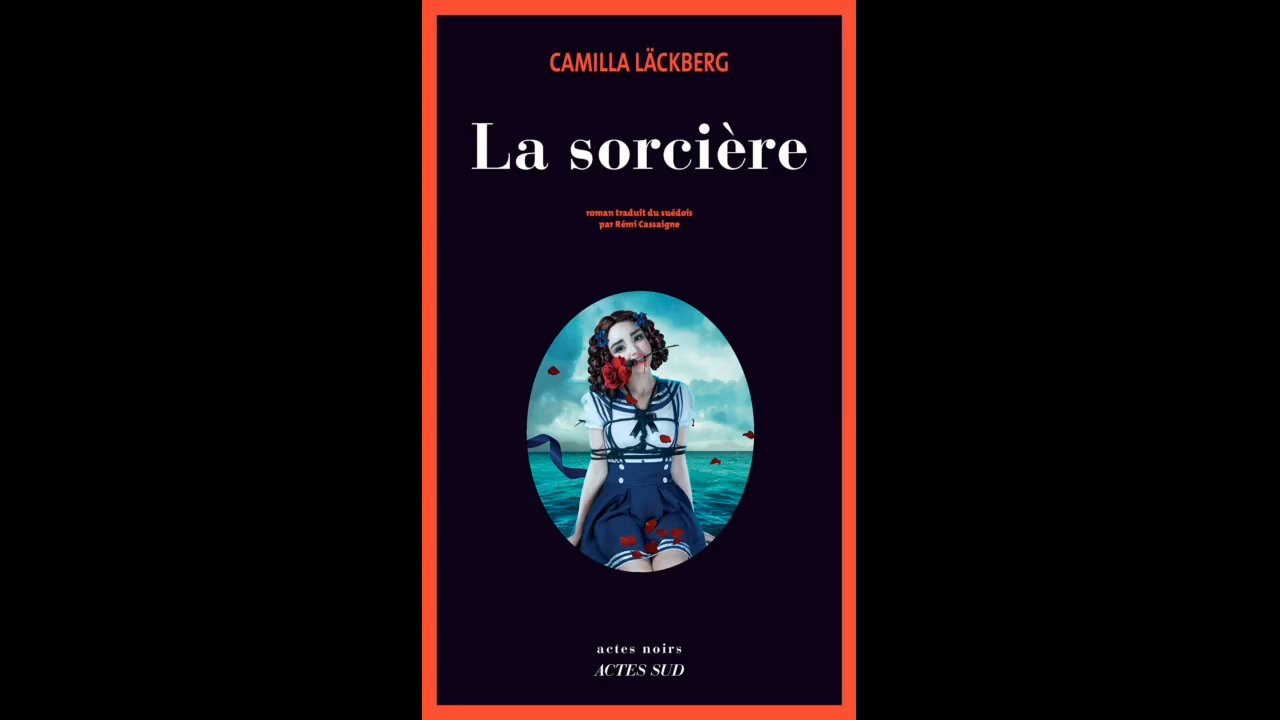 CAMILLA LÄCKBERG
La sorcière
roman traduit du suédois
par Rémi Cassaigne
actes noirs
ACTES SUD